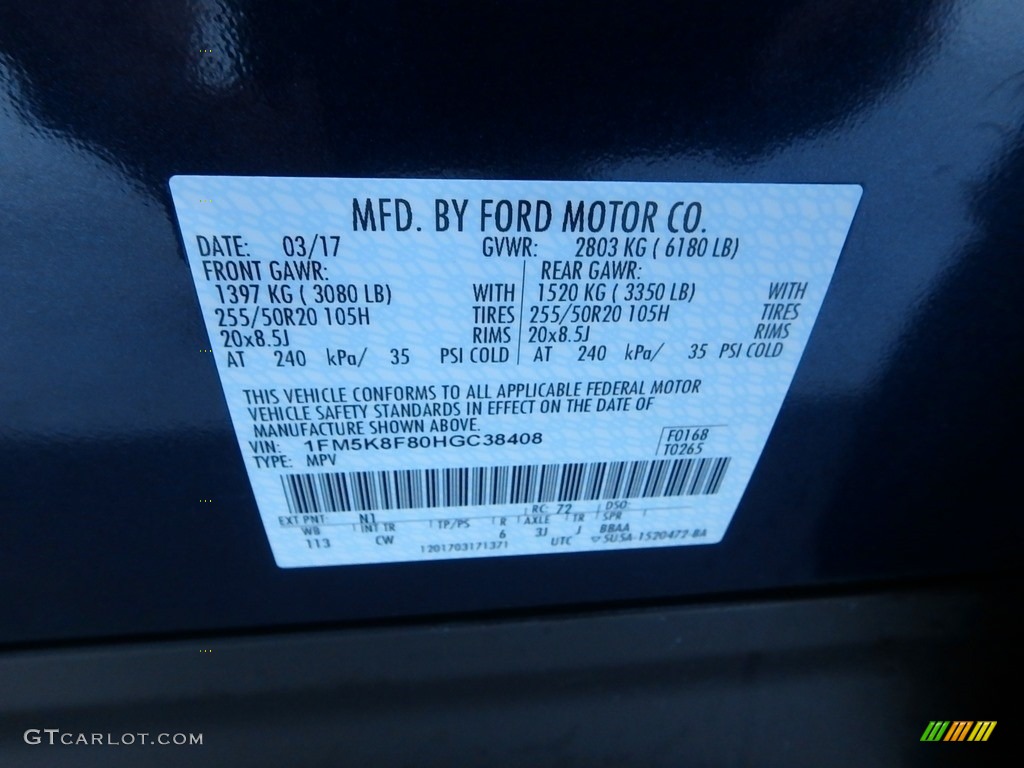 MFD. BY FORD MOTOR CO.
DATE: 03/17 GVWR: 2803 KG ( 6180 LB)
FRONT GAWR: REAR GAWR:
1397 KG ( 3080 LB) WITH 1520 KG ( 3350 LB) WITH
255/50R20 105H TIRES 255/50R20 105H TIRES
20x8.5J RIMS 20x8.5J RIMS
AT 240 kPa/ 35 PSI COLD AT 240 kPa/ 35 PSI COLD
THIS VEHICLE CONFORMS TO ALL APPLICABLE FEDERAL MOTOR
VEHICLE SAFETY STANDARDS IN EFFECT ON THE DATE OF
MANUFACTURE SHOWN ABOVE.
VIN: 1FM5K8F80HGC38408 F0168
TYPE: MPV T0265
EXT PNT: N1 RC: 72 DSO:
WB INT TR TP/PS R AXLE TR SPR
113 CW 6 3J J BBAA
1201703171371 UTC ▽5USA-1520472-BA
GTCARLOT.COM